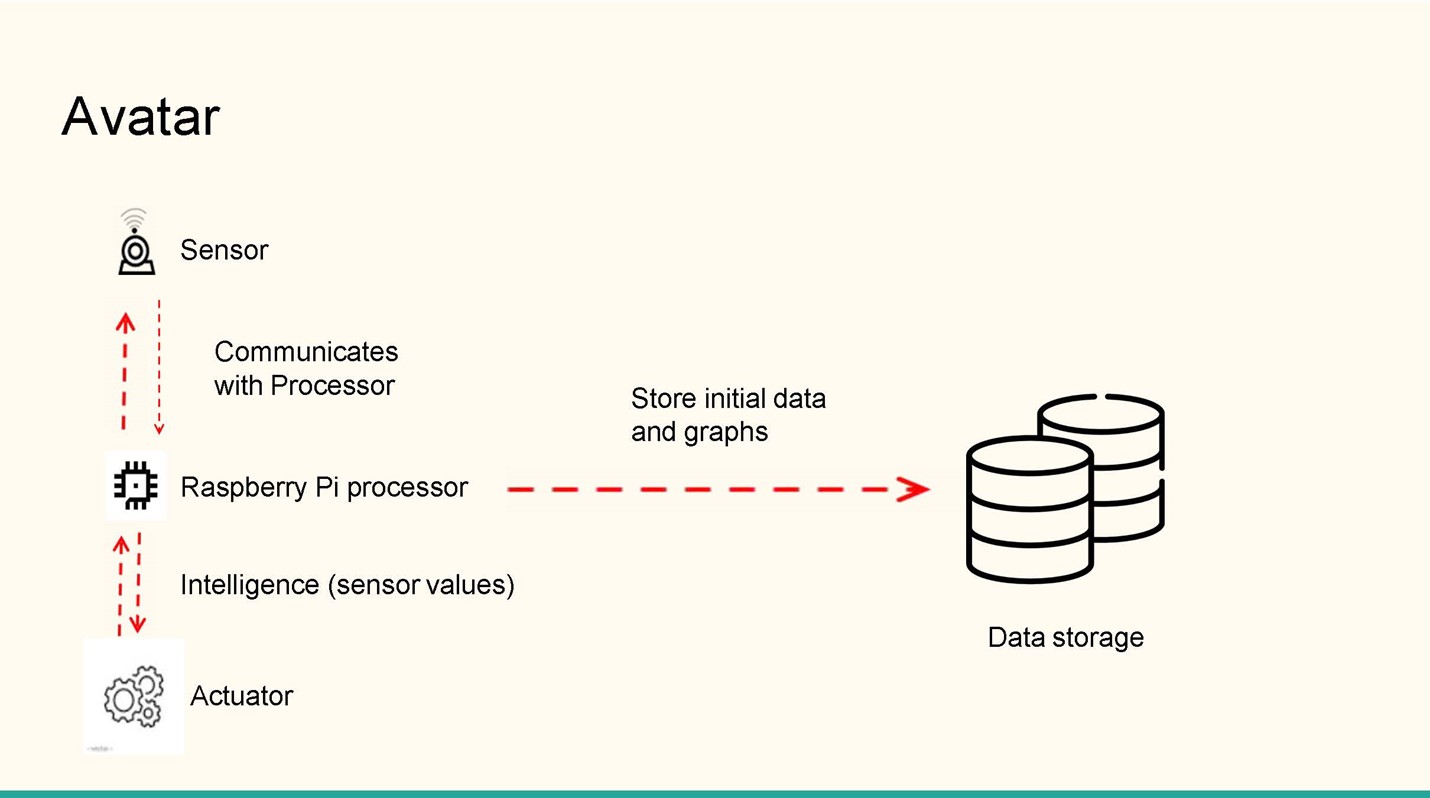 Avatar
Sensor
Communicates
with Processor
Store initial data
and graphs
Raspberry Pi processor
Intelligence (sensor values)
Data storage
Actuator